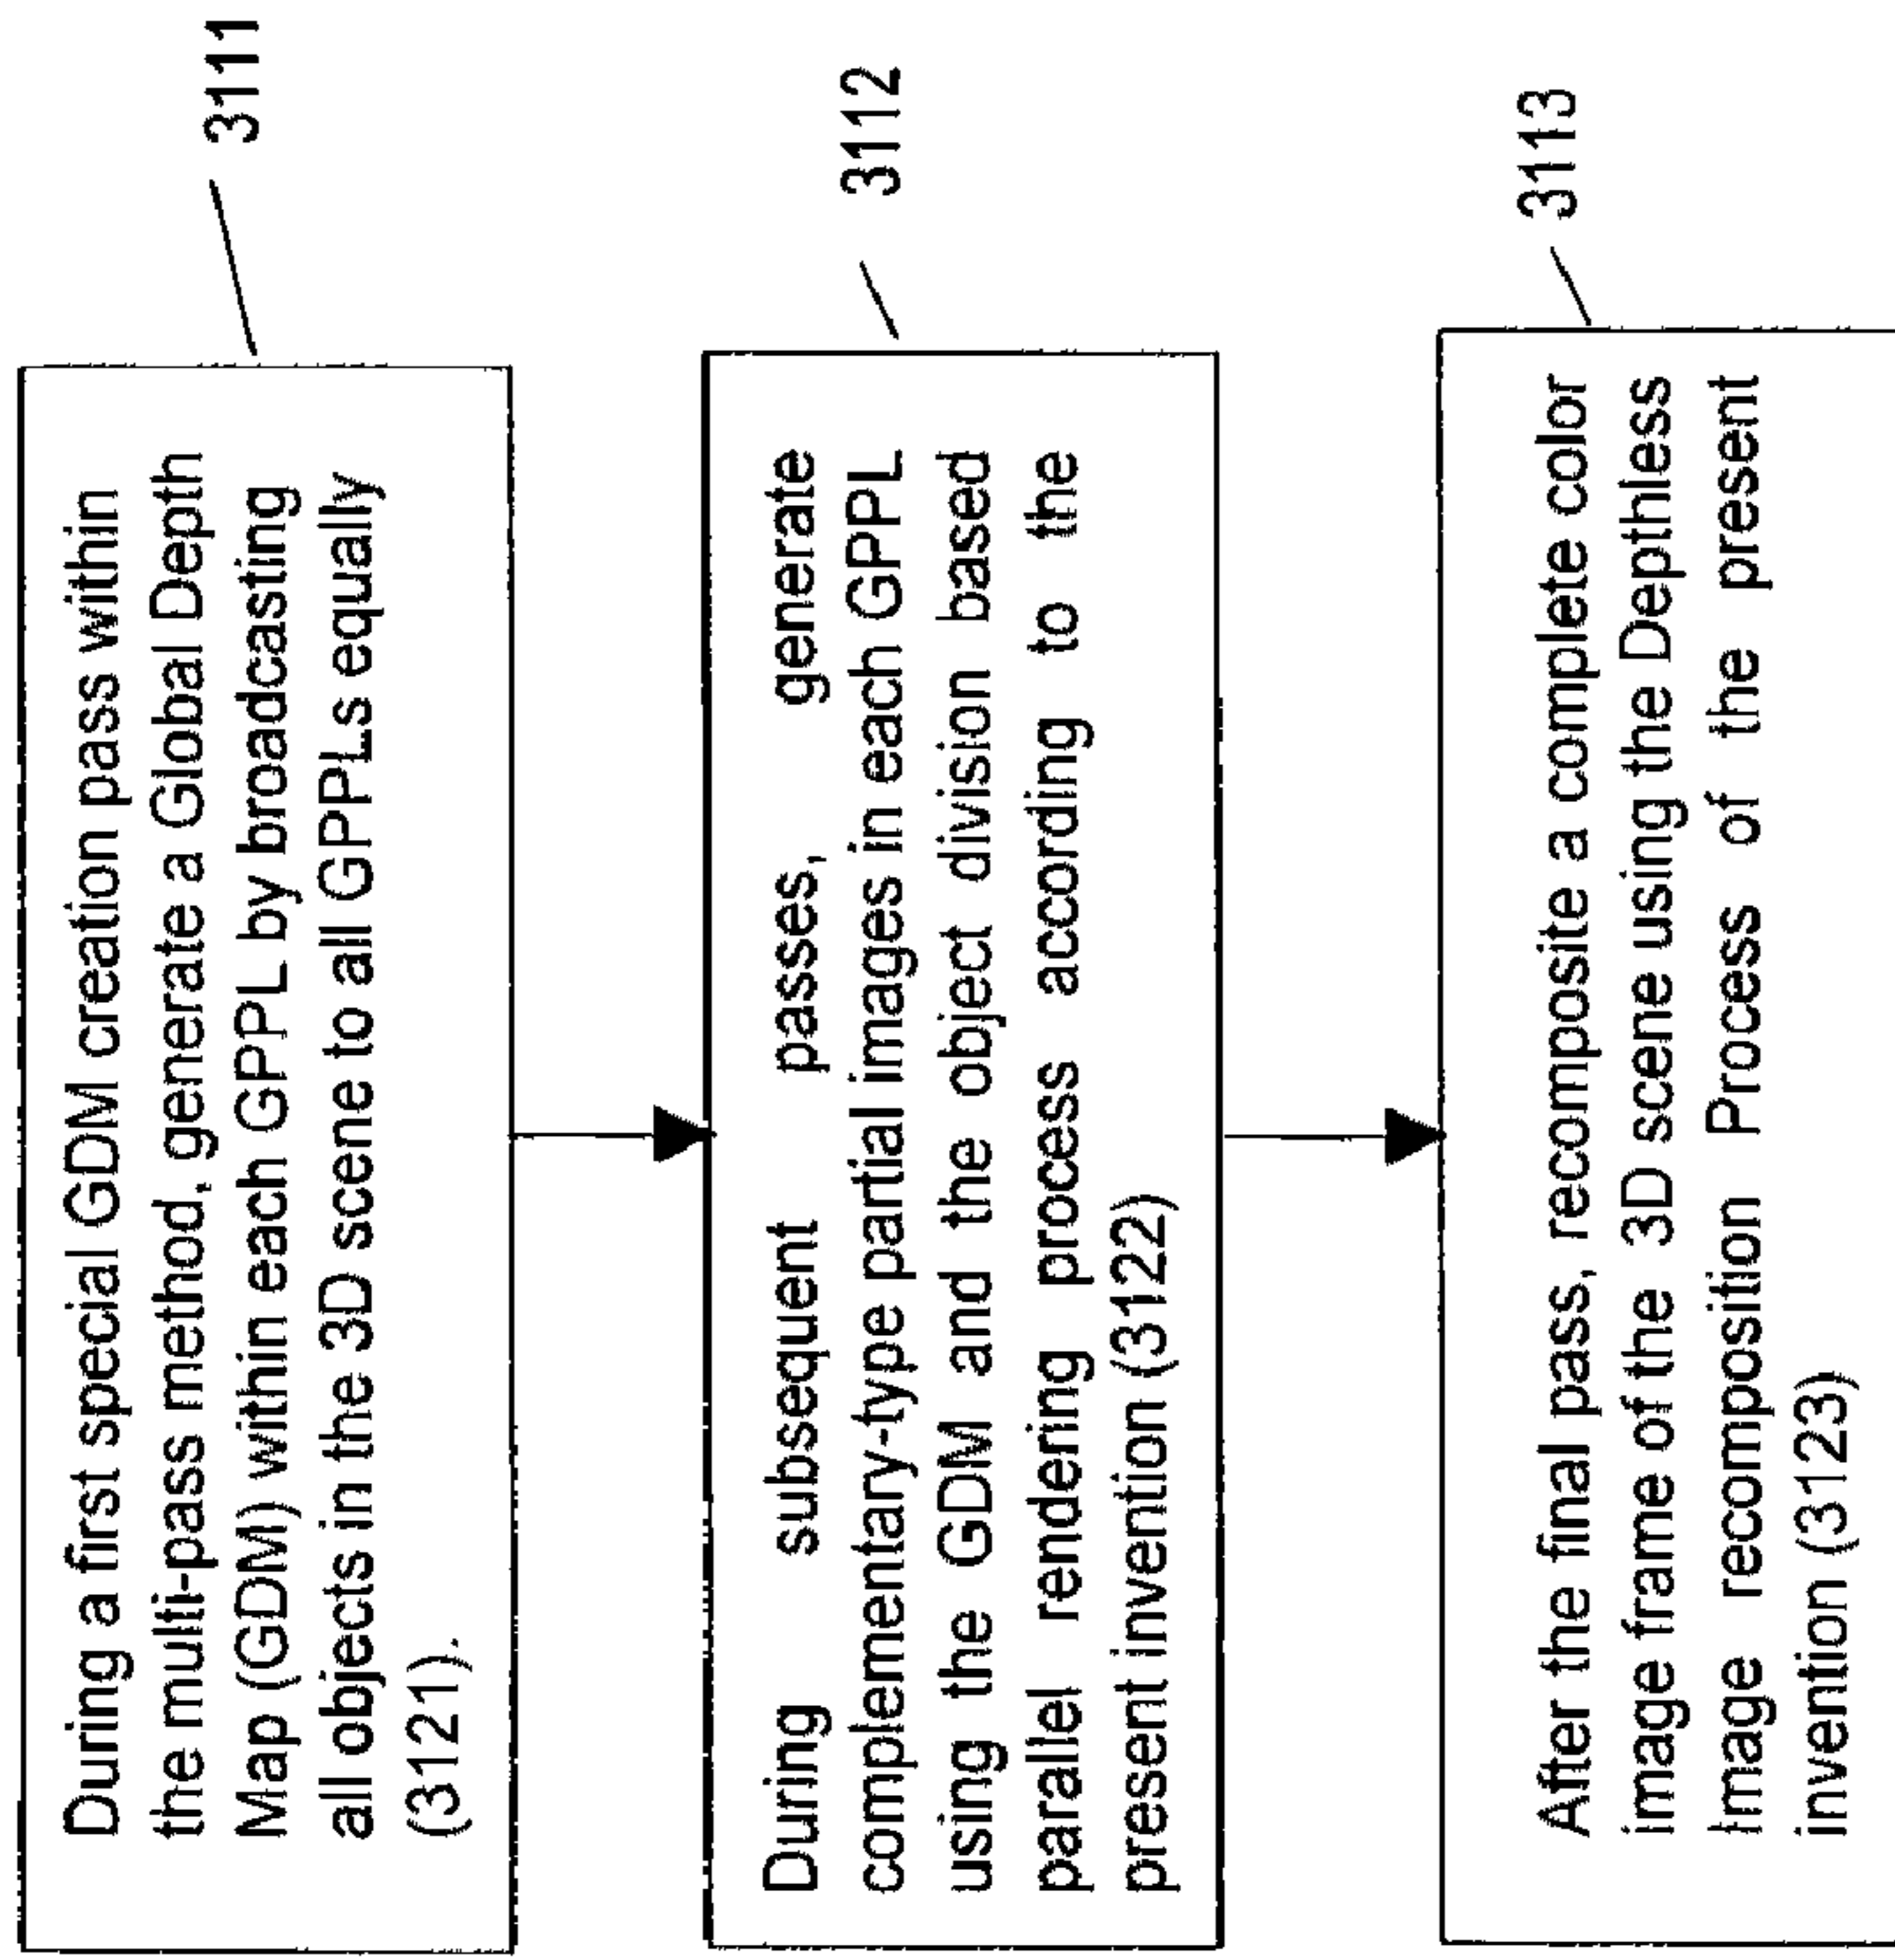 During a first special GDM creation pass within
the multi-pass method, generate a Global Depth
Map (GDM) within each GPPL by broadcasting
all objects in the 3D scene to all GPPLs equally
(3121).
3111
During subsequent passes, generate
complementary-type partial images in each GPPL
using the GDM and the object division based
parallel rendering process according to the
present invention (3122)
3112
After the final pass, recomposite a complete color
image frame of the 3D scene using the Depthless
Image recomposition Process of the present
invention (3123)
3113